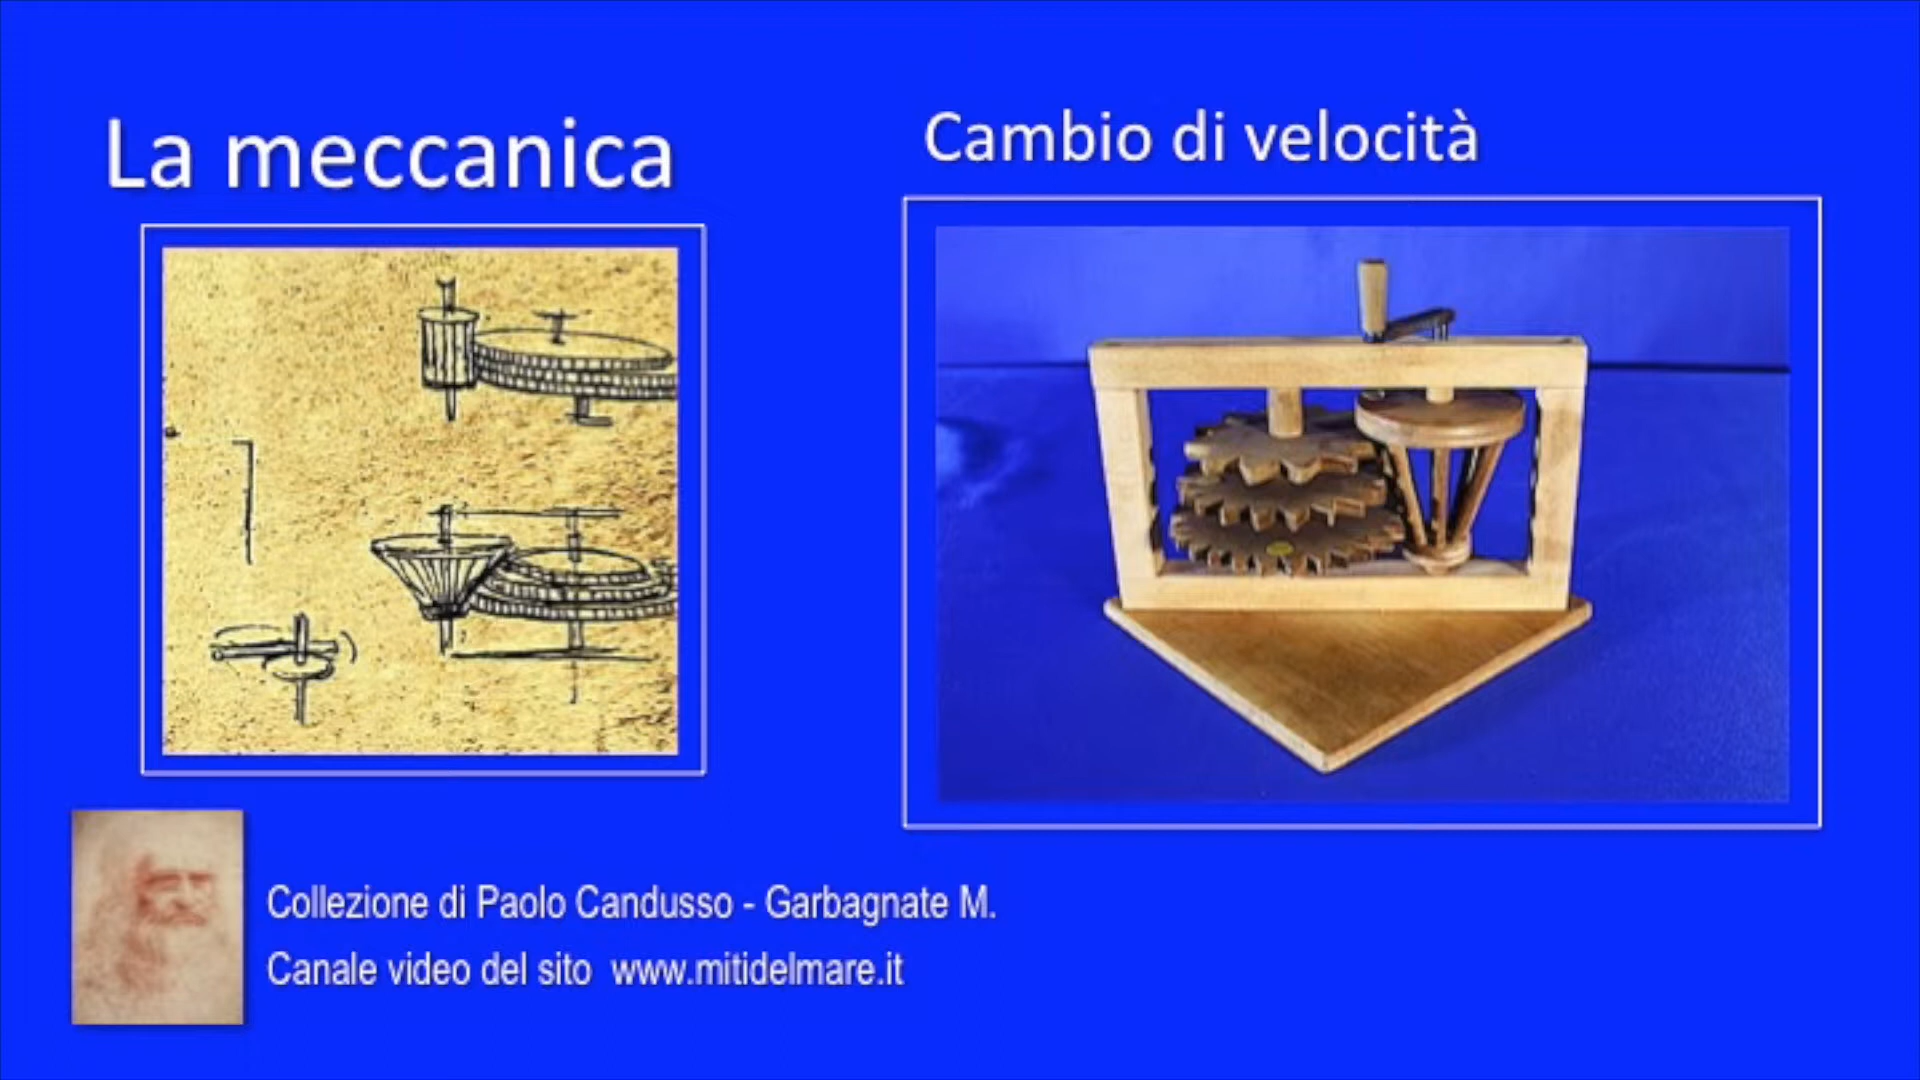 La meccanica
Cambio di velocità
Collezione di Paolo Candusso - Garbagnate M.
Canale video del sito www.mitidelmare.it